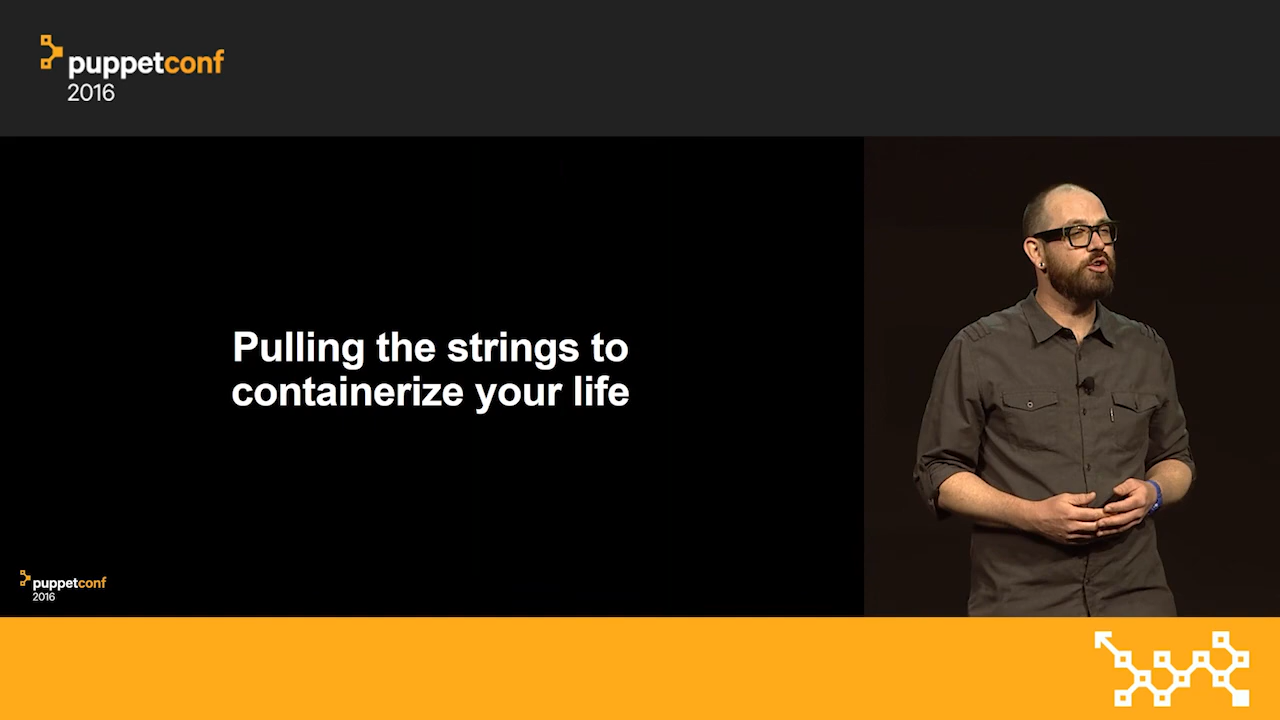 puppetconf
2016
Pulling the strings to
containerize your life
puppetconf
2016